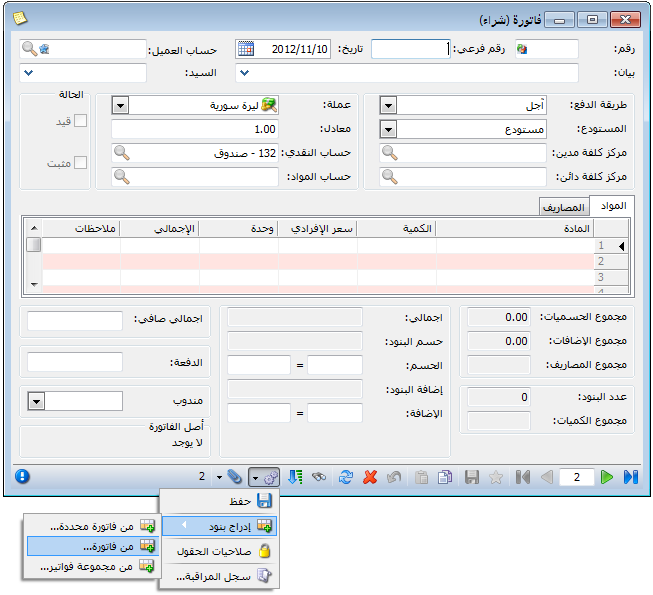 فاتورة (شراء)
رقم: رقم فرعي: 1 تاريخ: 2012/11/10 حساب العميل:
بيان: السيد:
طريقة الدفع: آجل عملة: ليرة سورية الحالة
المستودع: مستودع معادل: 1.00 قيد
مركز كلفة مدين: حساب النقدي: 132 - صندوق
مركز كلفة دائن: حساب المواد: مثبت
المواد المصاريف
المادة الكمية سعر الإفرادي وحدة الإجمالي ملاحظات
1
2
3
4
مجموع الحسميات: 0.00 اجمالي: اجمالي صافي:
مجموع الإضافات: 0.00 حسم البنود:
مجموع المصاريف: الحسم: = الدفعة:
عدد البنود: 0 إضافة البنود: مندوب
مجموع الكميات: الإضافة: = أصل الفاتورة
لا يوجد
2 2
حفظ
إدراج بنود
صلاحيات الحقول
سجل المراقبة...
من فاتورة محددة...
من فاتورة...
من مجموعة فواتير...